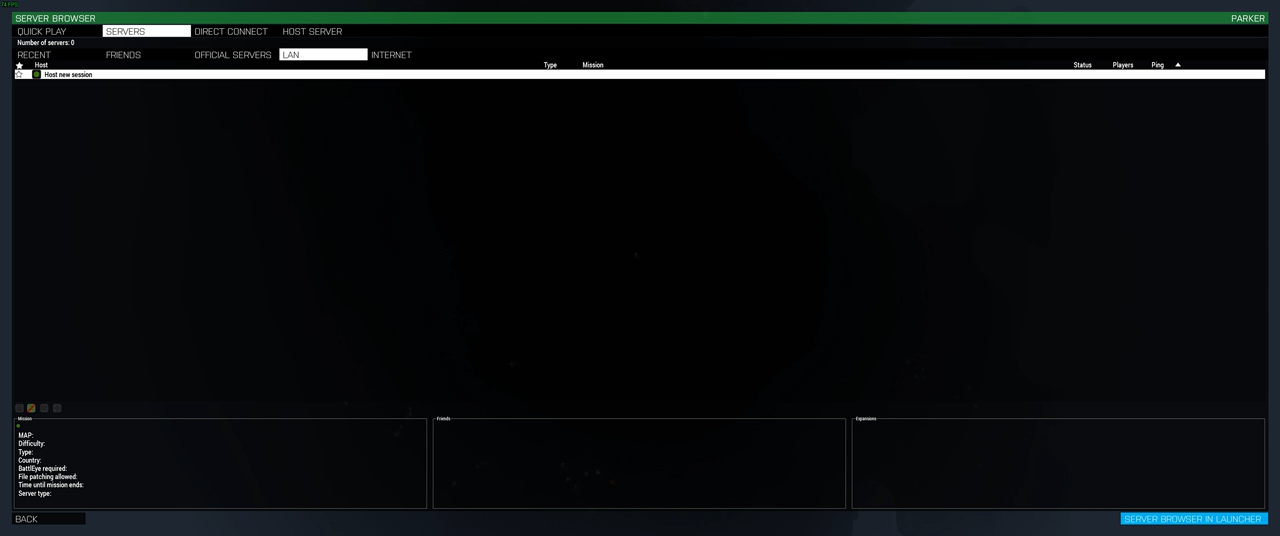 74 FPS
SERVER BROWSER PARKER
QUICK PLAY SERVERS DIRECT CONNECT HOST SERVER
Number of servers: 0
RECENT FRIENDS OFFICIAL SERVERS LAN INTERNET
Host Type Mission Status Players Ping
Host new session
Mission
MAP:
Difficulty:
Type:
Country:
BattlEye required:
File patching allowed:
Time until mission ends:
Server type:
Friends
Expansions
BACK
SERVER BROWSER IN LAUNCHER